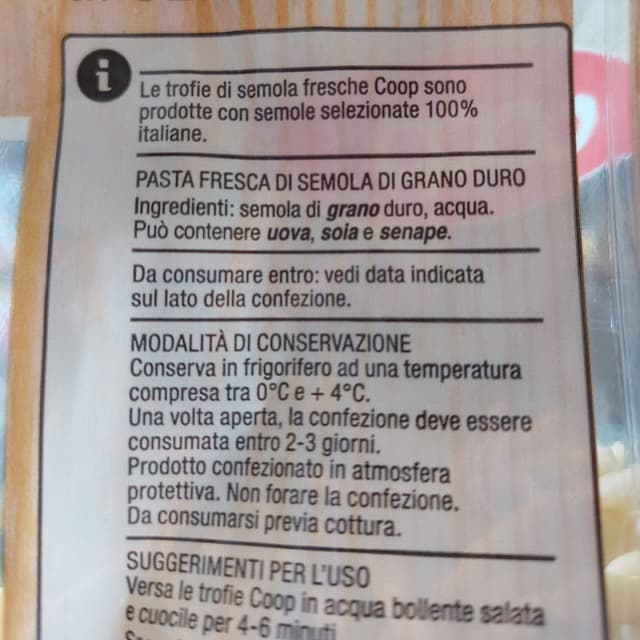 Le trofie di semola fresche Coop sono
prodotte con semole selezionate 100%
italiane.
PASTA FRESCA DI SEMOLA DI GRANO DURO
Ingredienti: semola di grano duro, acqua.
Può contenere uova, soia e senape.
Da consumare entro: vedi data indicata
sul lato della confezione.
MODALITÀ DI CONSERVAZIONE
Conserva in frigorifero ad una temperatura
compresa tra 0°C e + 4°C.
Una volta aperta, la confezione deve essere
consumata entro 2-3 giorni.
Prodotto confezionato in atmosfera
protettiva. Non forare la confezione.
Da consumarsi previa cottura.
SUGGERIMENTI PER L'USO
Versa le trofie Coop in acqua bollente salata
e cuocile per 4-6 minuti